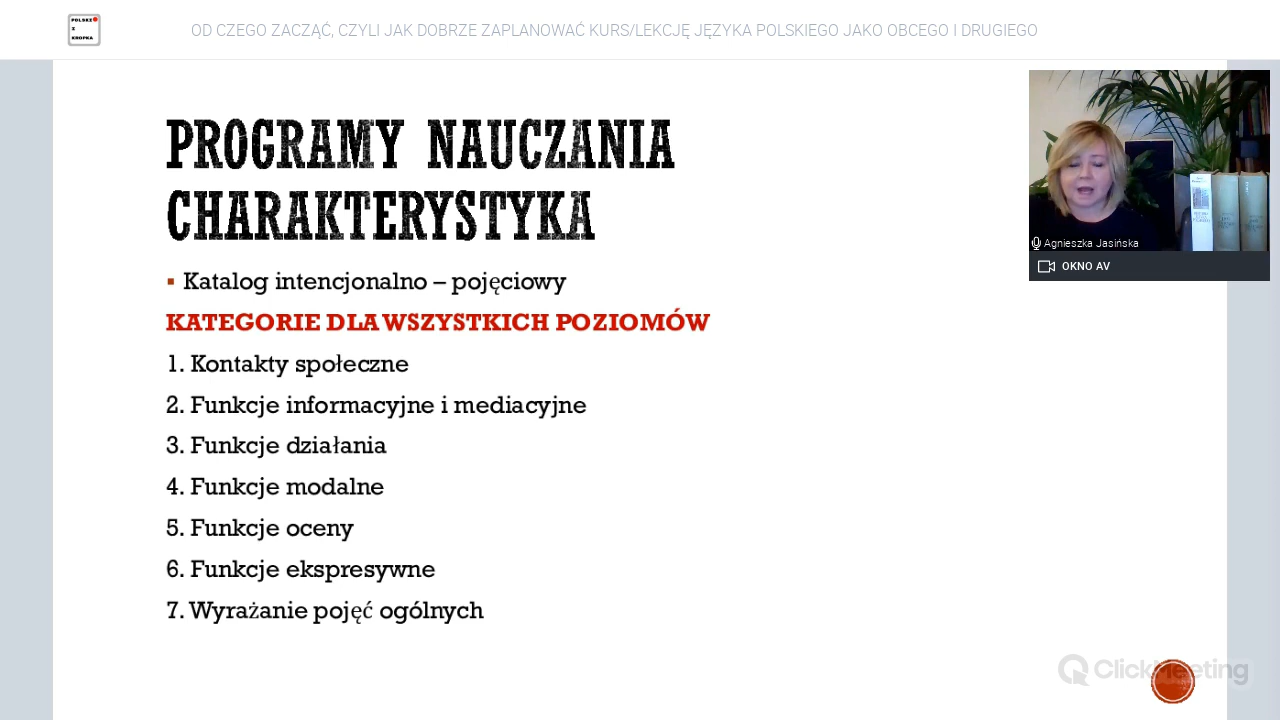 POLSKI
Z
KROPKA
OD CZEGO ZACZĄĆ, CZYLI JAK DOBRZE ZAPLANOWAĆ KURS/LEKCJĘ JĘZYKA POLSKIEGO JAKO OBCEGO I DRUGIEGO
PROGRAMY NAUCZANIA
CHARAKTERYSTYKA
▪ Katalog intencjonalno – pojęciowy
KATEGORIE DLA WSZYSTKICH POZIOMÓW
1. Kontakty społeczne
2. Funkcje informacyjne i mediacyjne
3. Funkcje działania
4. Funkcje modalne
5. Funkcje oceny
6. Funkcje ekspresywne
7. Wyrażanie pojęć ogólnych
Agnieszka Jasińska
OKNO AV
ClickMeeting